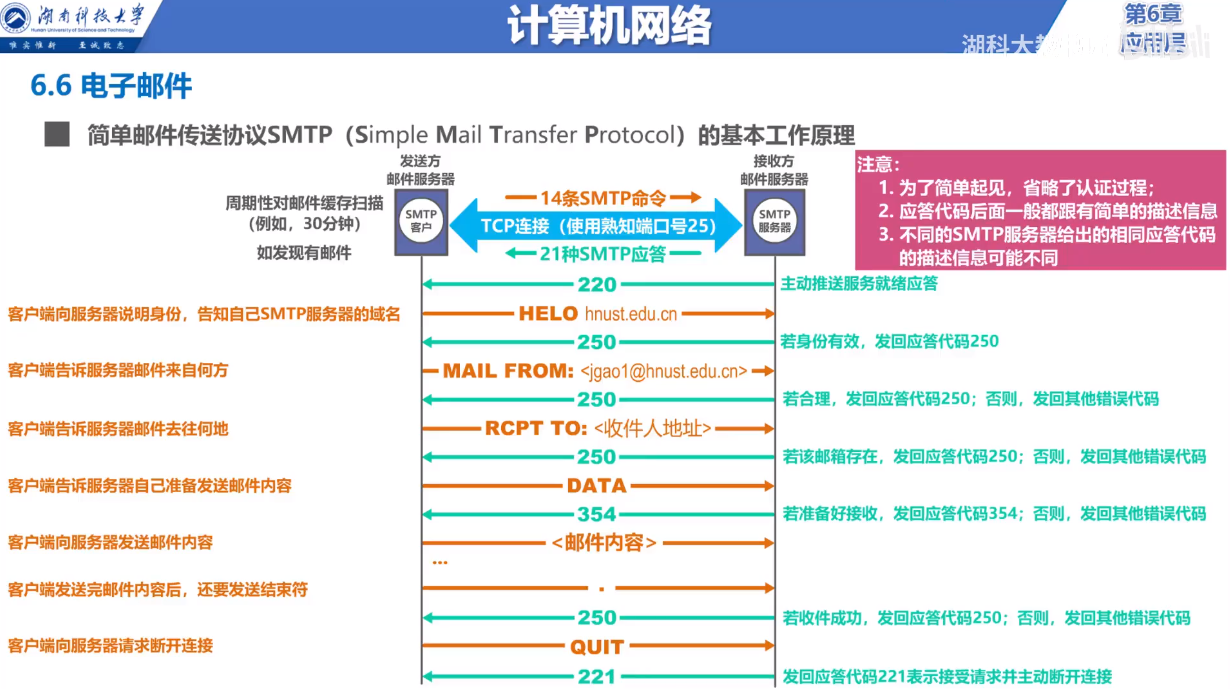 湖南科技大学
Hunan University of Science and Technology
唯实惟新 至诚致志
计算机网络
第6章
应用层
湖科大教
6.6 电子邮件
简单邮件传送协议SMTP（Simple Mail Transfer Protocol）的基本工作原理
发送方
邮件服务器
接收方
邮件服务器
注意：
1. 为了简单起见，省略了认证过程；
2. 应答代码后面一般都跟有简单的描述信息
3. 不同的SMTP服务器给出的相同应答代码
的描述信息可能不同
周期性对邮件缓存扫描
（例如，30分钟）
如发现有邮件
SMTP
客户
14条SMTP命令
TCP连接（使用熟知端口号25）
21种SMTP应答
SMTP
服务器
220
主动推送服务就绪应答
客户端向服务器说明身份，告知自己SMTP服务器的域名
HELO hnust.edu.cn
250
若身份有效，发回应答代码250
客户端告诉服务器邮件来自何方
MAIL FROM: <jgao1@hnust.edu.cn>
250
若合理，发回应答代码250；否则，发回其他错误代码
客户端告诉服务器邮件去往何地
RCPT TO: <收件人地址>
250
若该邮箱存在，发回应答代码250；否则，发回其他错误代码
客户端告诉服务器自己准备发送邮件内容
DATA
354
若准备好接收，发回应答代码354；否则，发回其他错误代码
客户端向服务器发送邮件内容
<邮件内容>
...
客户端发送完邮件内容后，还要发送结束符
.
250
若收件成功，发回应答代码250；否则，发回其他错误代码
客户端向服务器请求断开连接
QUIT
221
发回应答代码221表示接受请求并主动断开连接